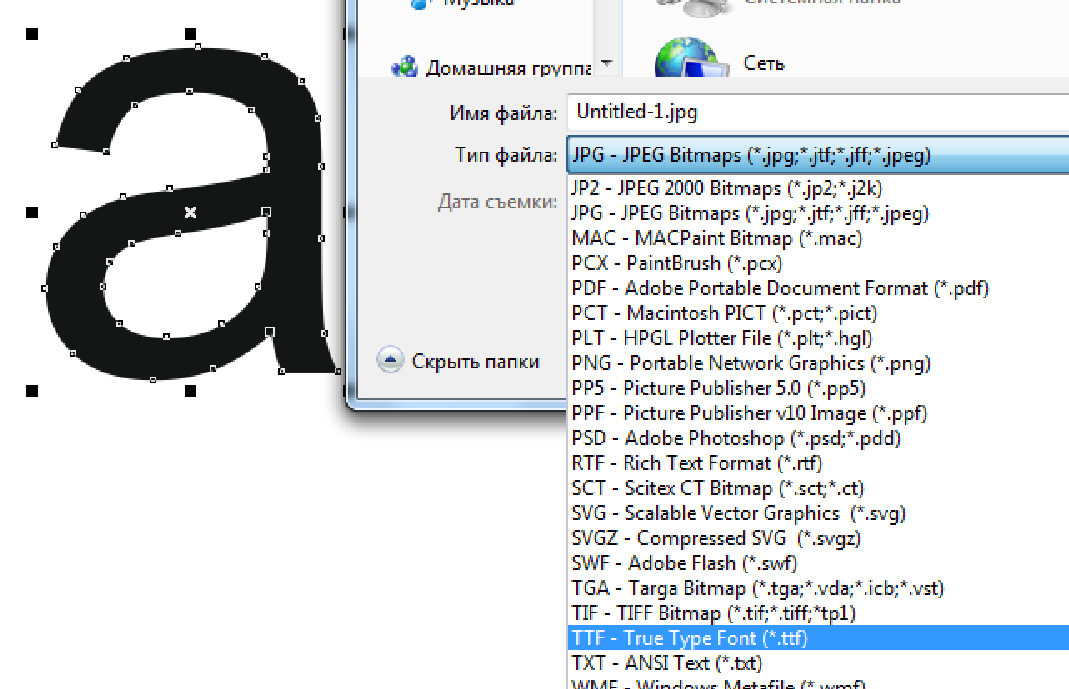 a
Музыка
Системная папка
Домашняя группа
Сеть
Имя файла: Untitled-1.jpg
Тип файла: JPG - JPEG Bitmaps (*.jpg;*.jtf;*.jff;*.jpeg)
Дата съемки:
JP2 - JPEG 2000 Bitmaps (*.jp2;*.j2k)
JPG - JPEG Bitmaps (*.jpg;*.jtf;*.jff;*.jpeg)
MAC - MACPaint Bitmap (*.mac)
PCX - PaintBrush (*.pcx)
PDF - Adobe Portable Document Format (*.pdf)
PCT - Macintosh PICT (*.pct;*.pict)
PLT - HPGL Plotter File (*.plt;*.hgl)
PNG - Portable Network Graphics (*.png)
Скрыть папки
PP5 - Picture Publisher 5.0 (*.pp5)
PPF - Picture Publisher v10 Image (*.ppf)
PSD - Adobe Photoshop (*.psd;*.pdd)
RTF - Rich Text Format (*.rtf)
SCT - Scitex CT Bitmap (*.sct;*.ct)
SVG - Scalable Vector Graphics (*.svg)
SVGZ - Compressed SVG (*.svgz)
SWF - Adobe Flash (*.swf)
TGA - Targa Bitmap (*.tga;*.vda;*.icb;*.vst)
TIF - TIFF Bitmap (*.tif;*.tiff;*tp1)
TTF - True Type Font (*.ttf)
TXT - ANSI Text (*.txt)
WMF - Windows Metafile (*.wmf)